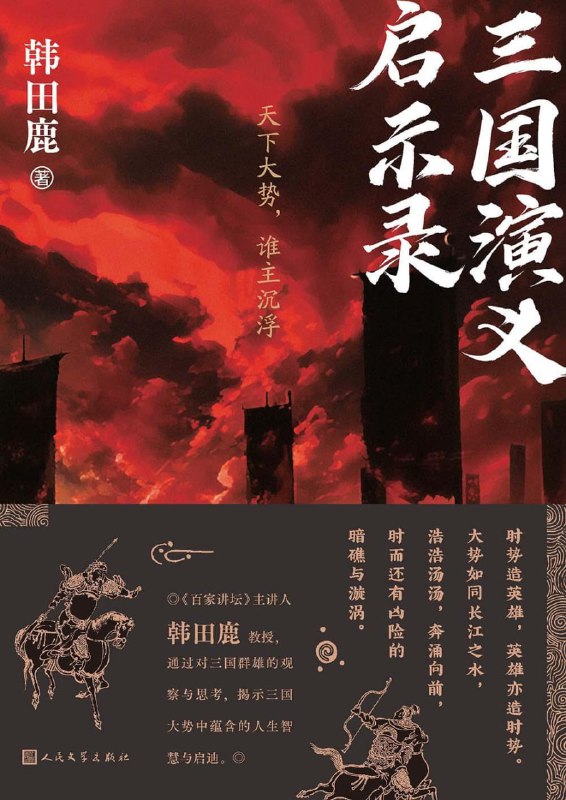 三国演义
启示录
天下大势，谁主沉浮
韩田鹿
著
时势造英雄，英雄亦造时势。
大势如同长江之水，
浩浩汤汤，奔涌向前，
时而还有凶险的
暗礁与漩涡。
◎《百家讲坛》主讲人
韩田鹿 教授，
通过对三国群雄的观
察与思考，揭示三国
大势中蕴含的人生智
慧与启迪。◎
人民文学出版社